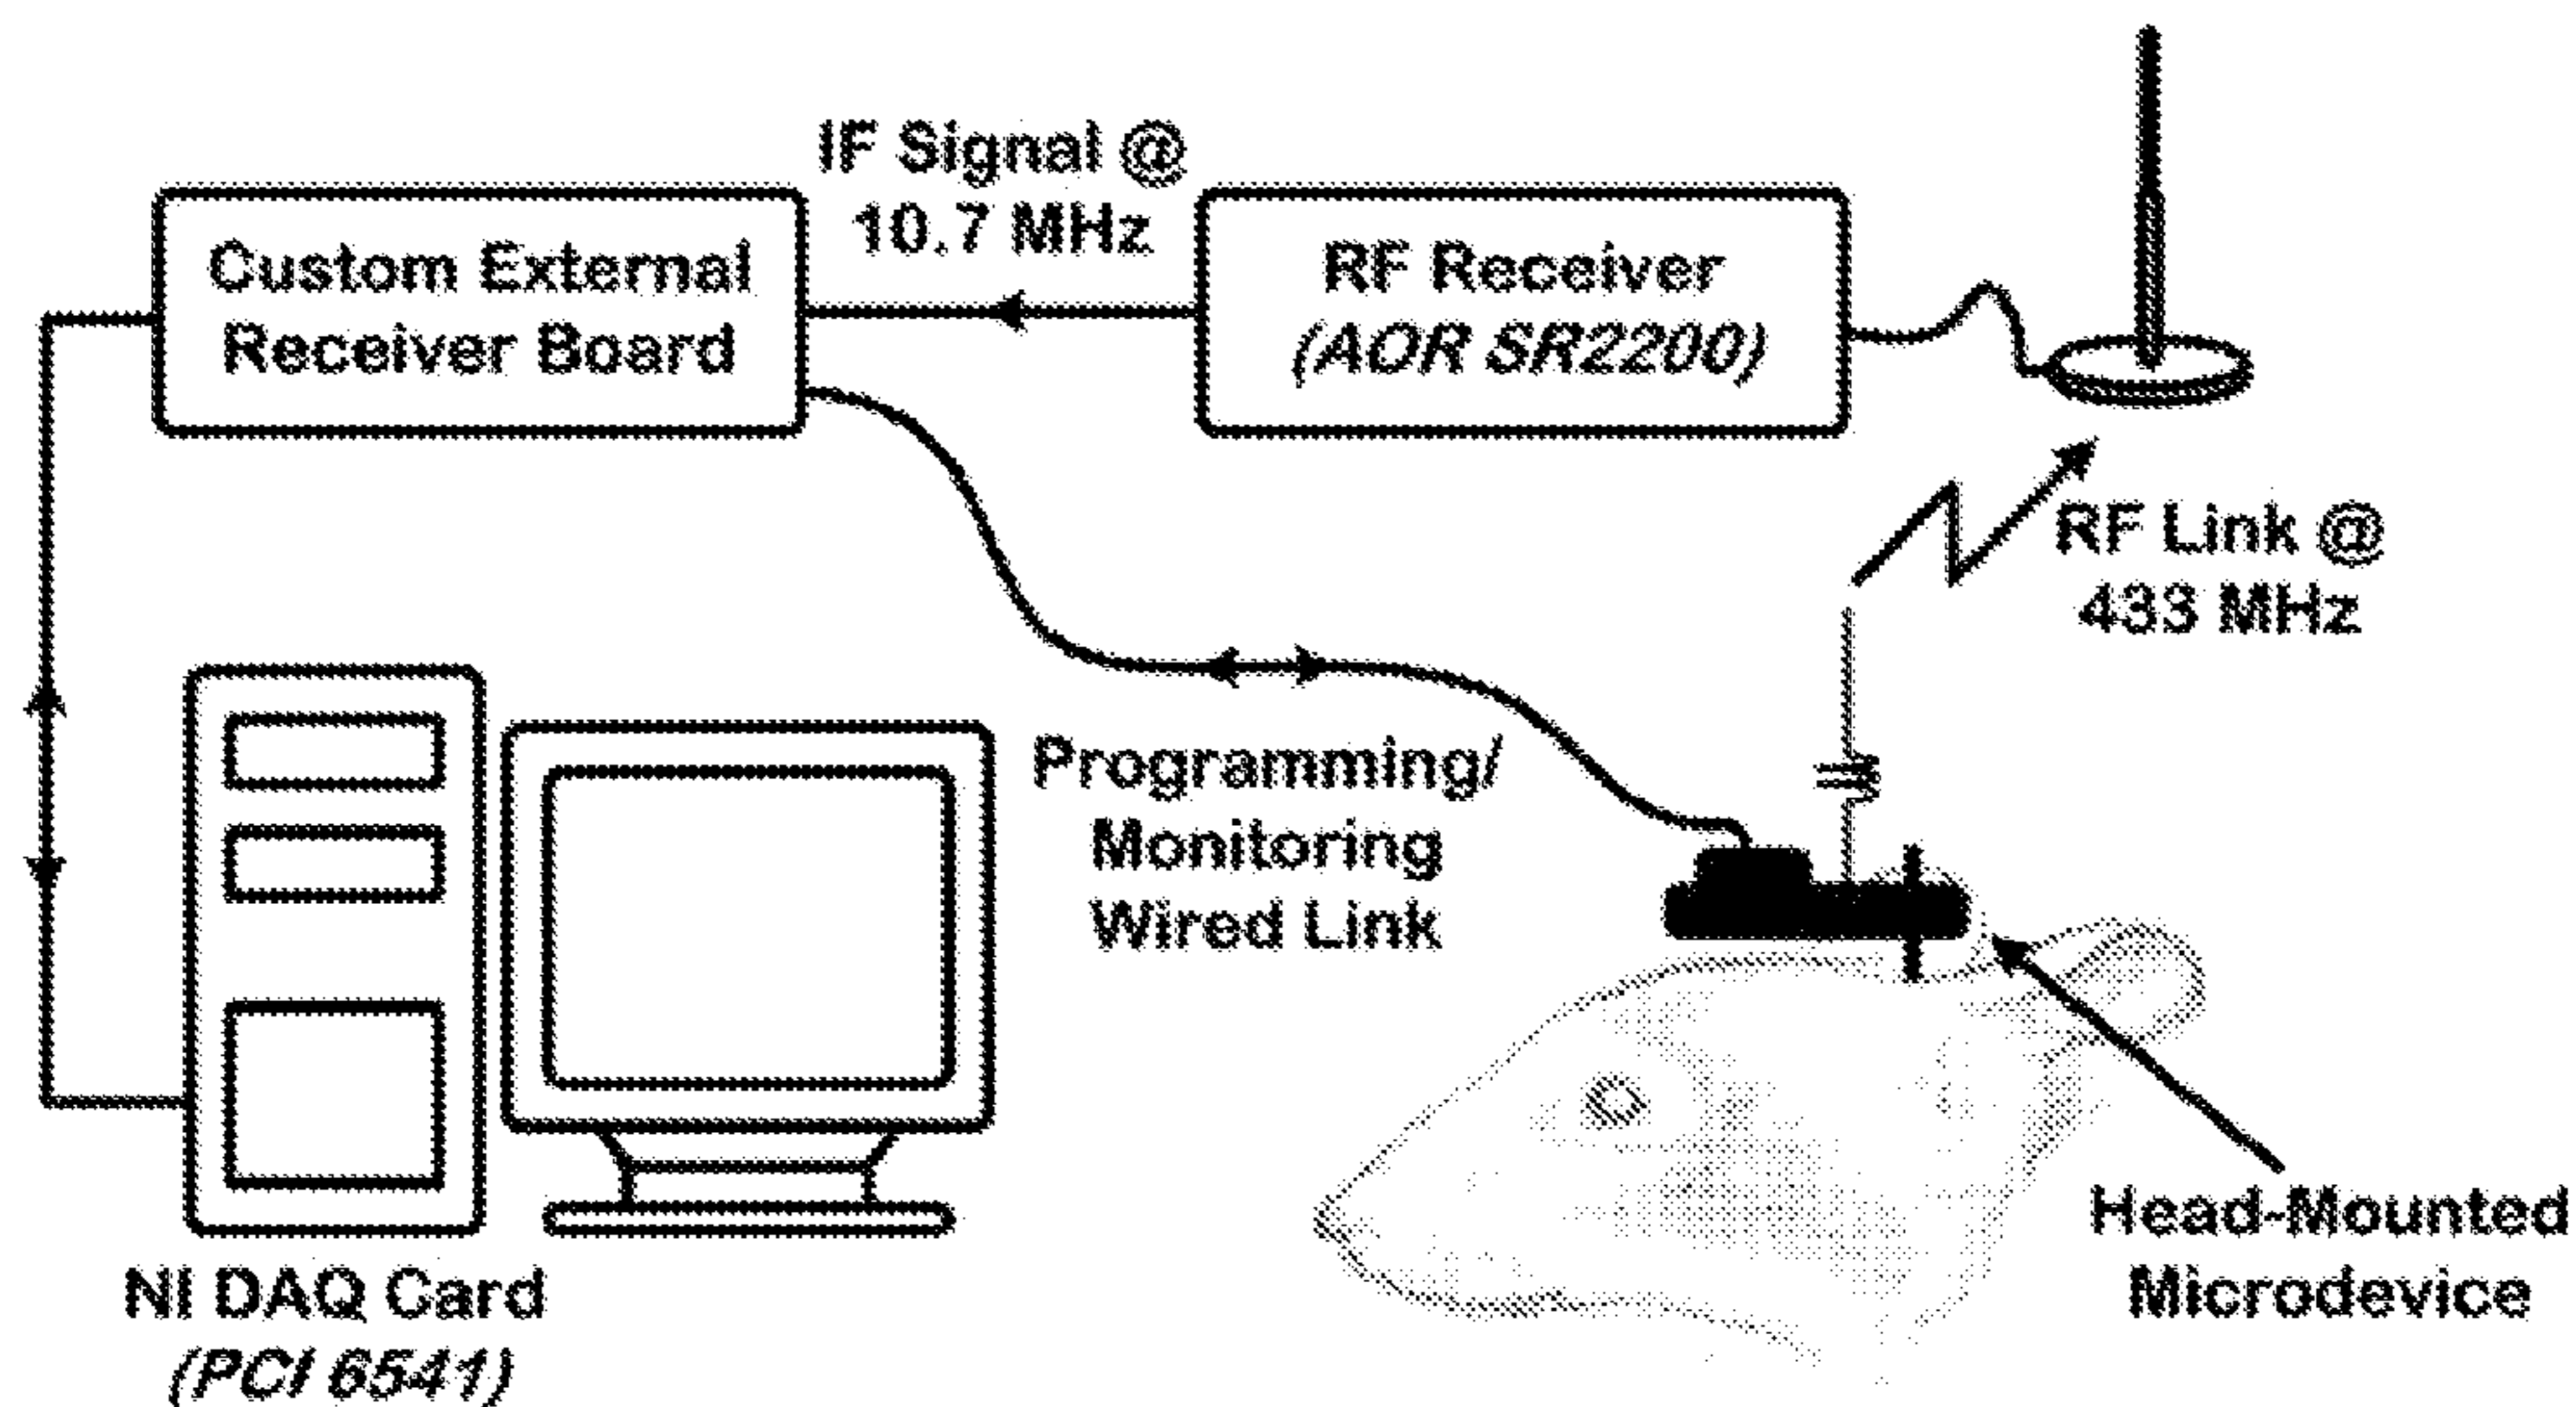 IF Signal @
10.7 MHz
Custom External
Receiver Board
RF Receiver
(AOR SR2200)
RF Link @
433 MHz
Programming/
Monitoring
Wired Link
Head-Mounted
Microdevice
NI DAQ Card
(PCI 6541)